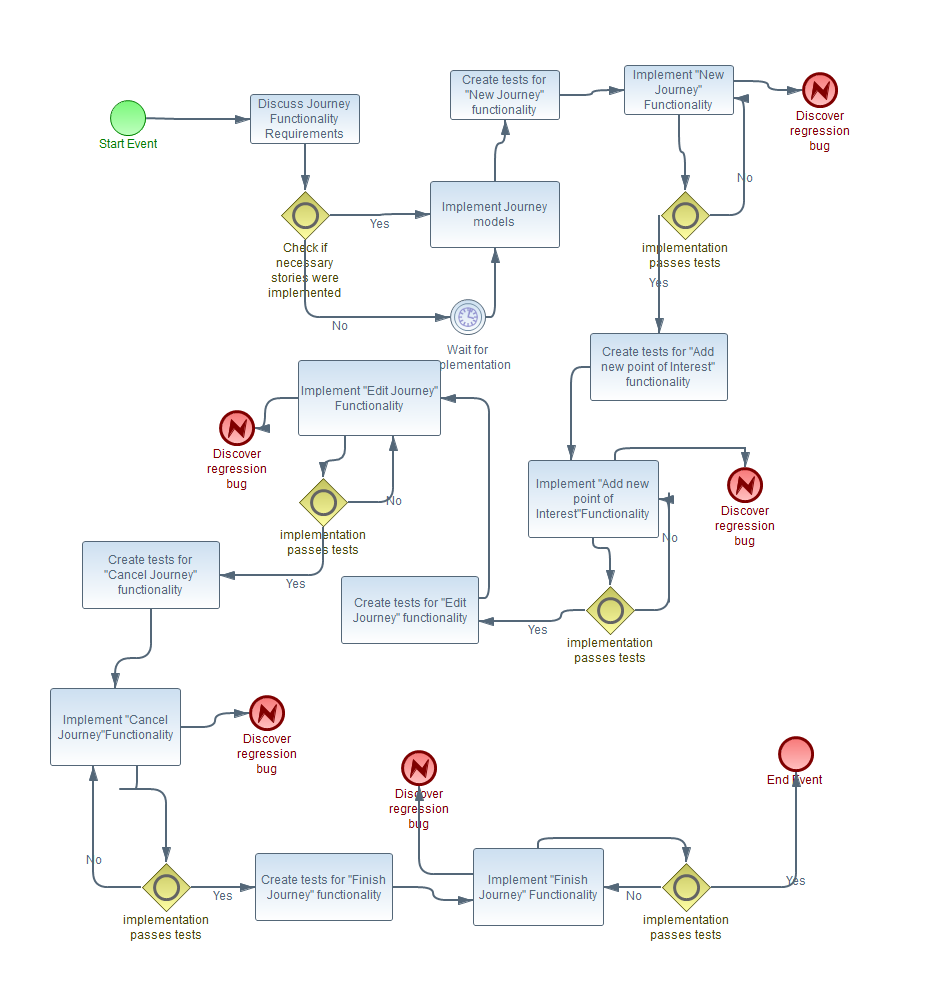 Start Event
Discuss Journey
Functionality
Requirements
Create tests for
"New Journey"
functionality
Implement "New
Journey"
Functionality
Discover
regression
bug
No
Check if
necessary
stories were
implemented
Yes
No
Implement Journey
models
Wait for
plementation
implementation
passes tests
Yes
Create tests for "Add
new point of Interest"
functionality
Implement "Edit Journey"
Functionality
Discover
regression
bug
No
implementation
passes tests
Yes
Implement "Add new
point of
Interest"Functionality
Discover
regression
bug
No
Create tests for
"Cancel Journey"
functionality
Create tests for "Edit
Journey" functionality
Yes
implementation
passes tests
Implement "Cancel
Journey"Functionality
Discover
regression
bug
No
implementation
passes tests
Yes
Create tests for "Finish
Journey" functionality
Discover
regression
bug
Implement "Finish
Journey" Functionality
No
implementation
passes tests
Yes
End Event